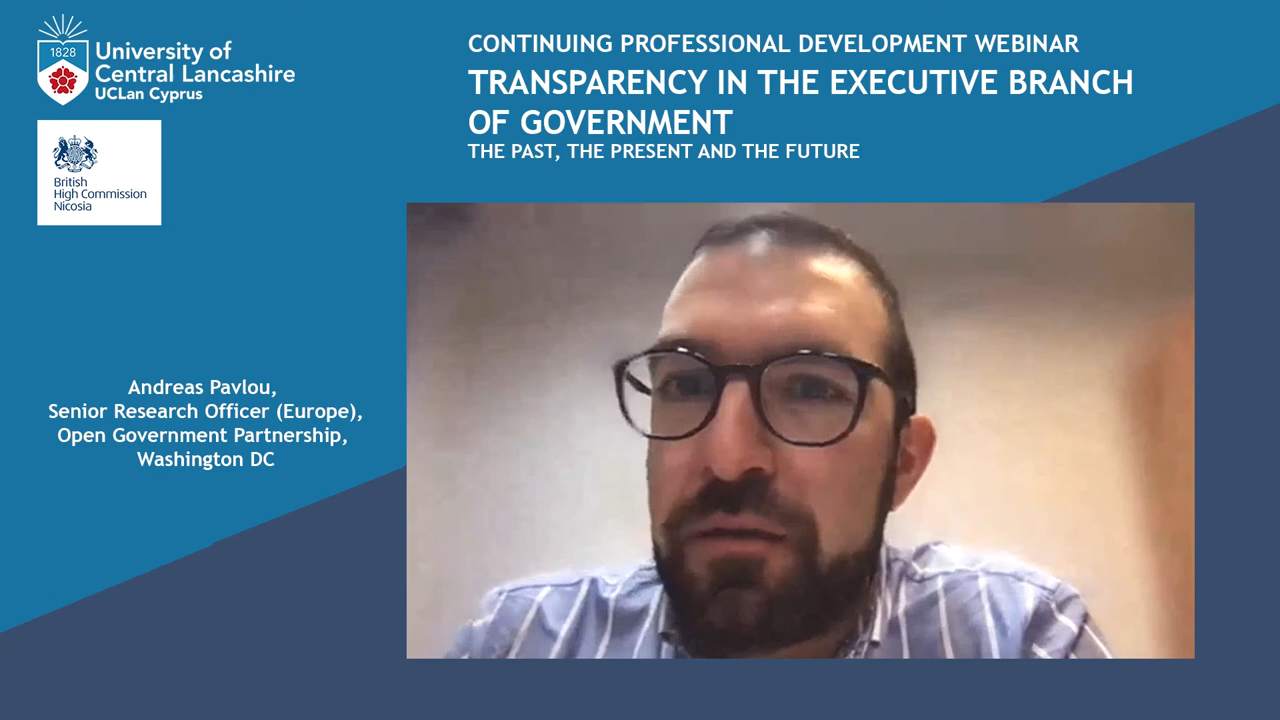 1828
University of
Central Lancashire
UCLan Cyprus
British
High Commission
Nicosia
CONTINUING PROFESSIONAL DEVELOPMENT WEBINAR
TRANSPARENCY IN THE EXECUTIVE BRANCH
OF GOVERNMENT
THE PAST, THE PRESENT AND THE FUTURE
Andreas Pavlou,
Senior Research Officer (Europe),
Open Government Partnership,
Washington DC